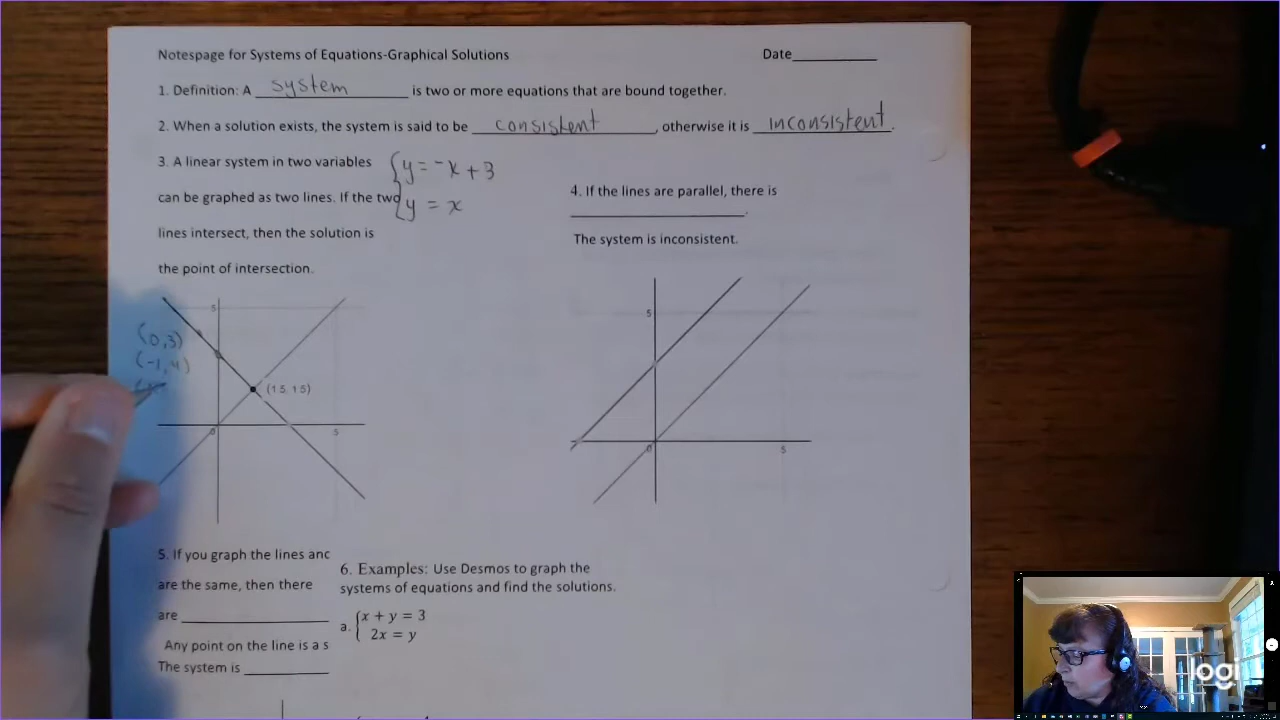 Notespage for Systems of Equations-Graphical Solutions
Date
1. Definition: A system is two or more equations that are bound together.
2. When a solution exists, the system is said to be consistent, otherwise it is inconsistent.
3. A linear system in two variables
can be graphed as two lines. If the two
lines intersect, then the solution is
the point of intersection.
{y = -x + 3
{y = x
5
(0,3)
(-1,4)
(1.5, 1.5)
0
5
4. If the lines are parallel, there is
The system is inconsistent.
5
0
5
5. If you graph the lines and
are the same, then there
are
Any point on the line is a s
The system is
6. Examples: Use Desmos to graph the
systems of equations and find the solutions.
a. {x + y = 3
2x = y
logi